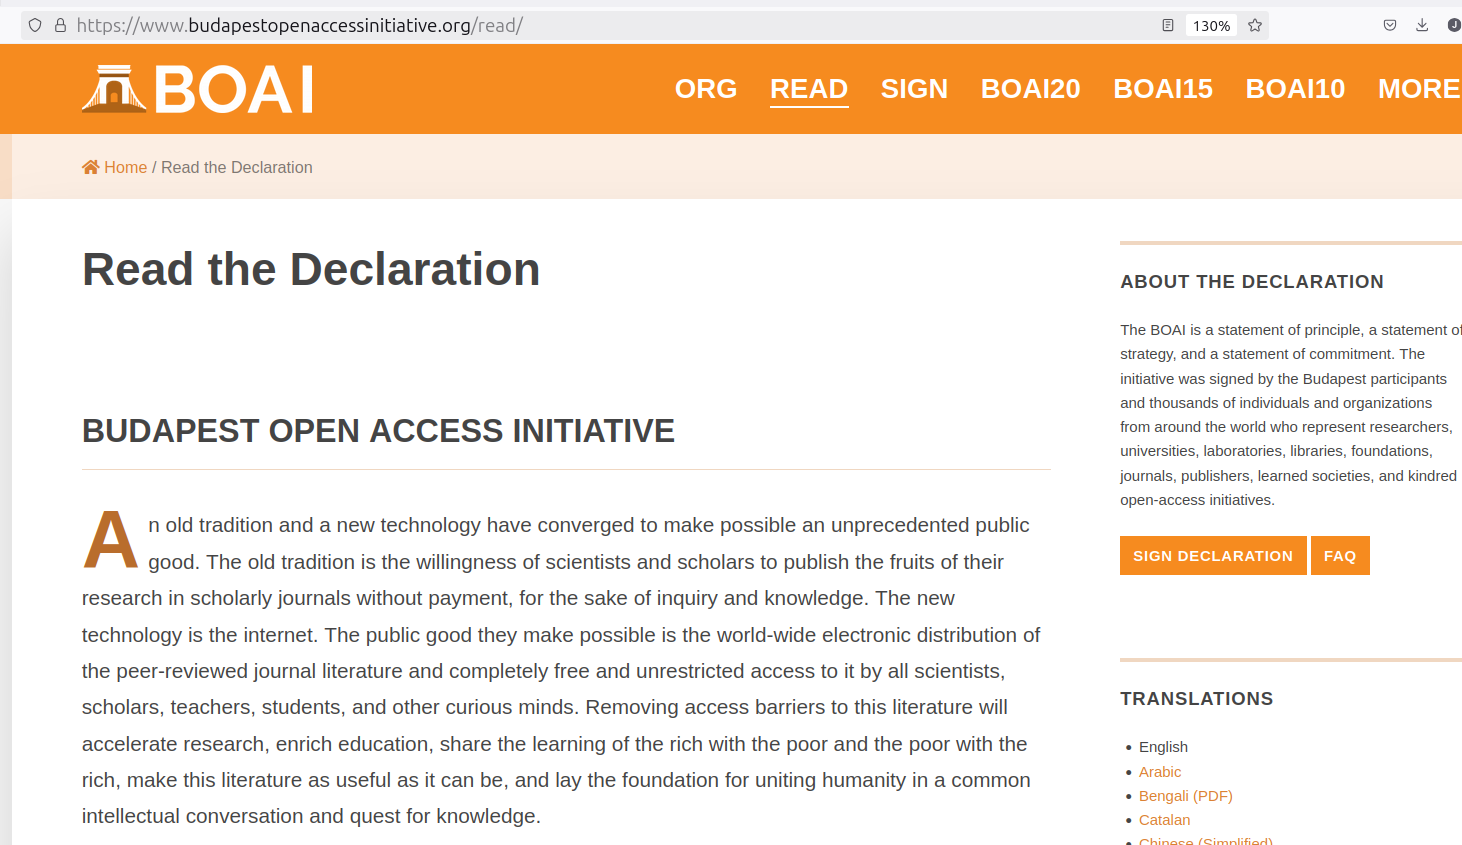 https://www.budapestopenaccessinitiative.org/read/
130%
J
BOAI
ORG READ SIGN BOAI20 BOAI15 BOAI10 MORE
Home / Read the Declaration
Read the Declaration
BUDAPEST OPEN ACCESS INITIATIVE
An old tradition and a new technology have converged to make possible an unprecedented public
good. The old tradition is the willingness of scientists and scholars to publish the fruits of their
research in scholarly journals without payment, for the sake of inquiry and knowledge. The new
technology is the internet. The public good they make possible is the world-wide electronic distribution of
the peer-reviewed journal literature and completely free and unrestricted access to it by all scientists,
scholars, teachers, students, and other curious minds. Removing access barriers to this literature will
accelerate research, enrich education, share the learning of the rich with the poor and the poor with the
rich, make this literature as useful as it can be, and lay the foundation for uniting humanity in a common
intellectual conversation and quest for knowledge.
ABOUT THE DECLARATION
The BOAI is a statement of principle, a statement of
strategy, and a statement of commitment. The
initiative was signed by the Budapest participants
and thousands of individuals and organizations
from around the world who represent researchers,
universities, laboratories, libraries, foundations,
journals, publishers, learned societies, and kindred
open-access initiatives.
SIGN DECLARATION FAQ
TRANSLATIONS
English
Arabic
Bengali (PDF)
Catalan
Chinese (Simplified)